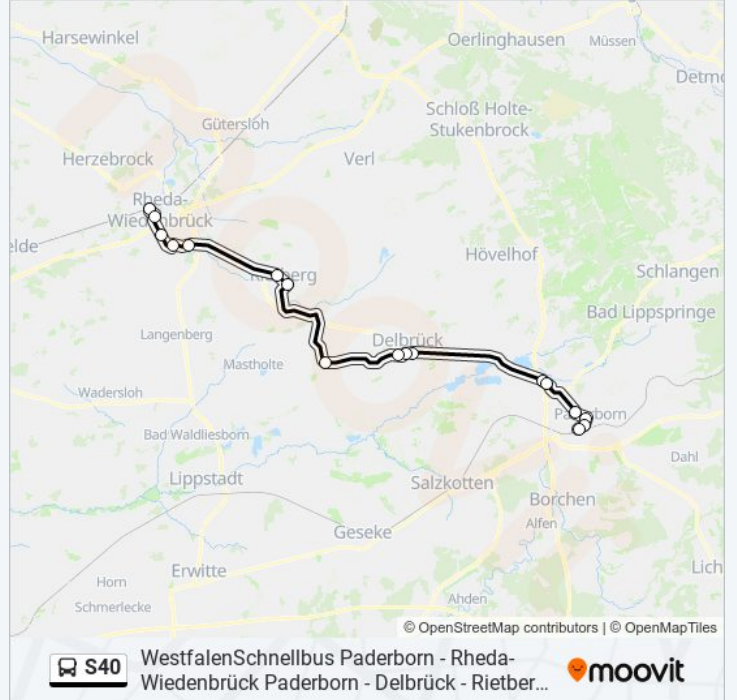 Harsewinkel
Oerlinghausen
Müssen
Detmo
Schloß Holte-
Stukenbrock
Gütersloh
Herzebrock
Verl
Rheda-
Wiedenbrück
elde
Rietberg
Hövelhof
Schlangen
Bad Lippspringe
Langenberg
Delbrück
Mastholte
Wadersloh
Paderborn
Bad Waldliesborn
Dahl
Lippstadt
Salzkotten
Borchen
Alfen
Geseke
Erwitte
Lich
Horn
Schmerlecke
Ahden
© OpenStreetMap contributors | © OpenMapTiles
S40
WestfalenSchnellbus Paderborn - Rheda-
Wiedenbrück Paderborn - Delbrück - Rietber...
moovit